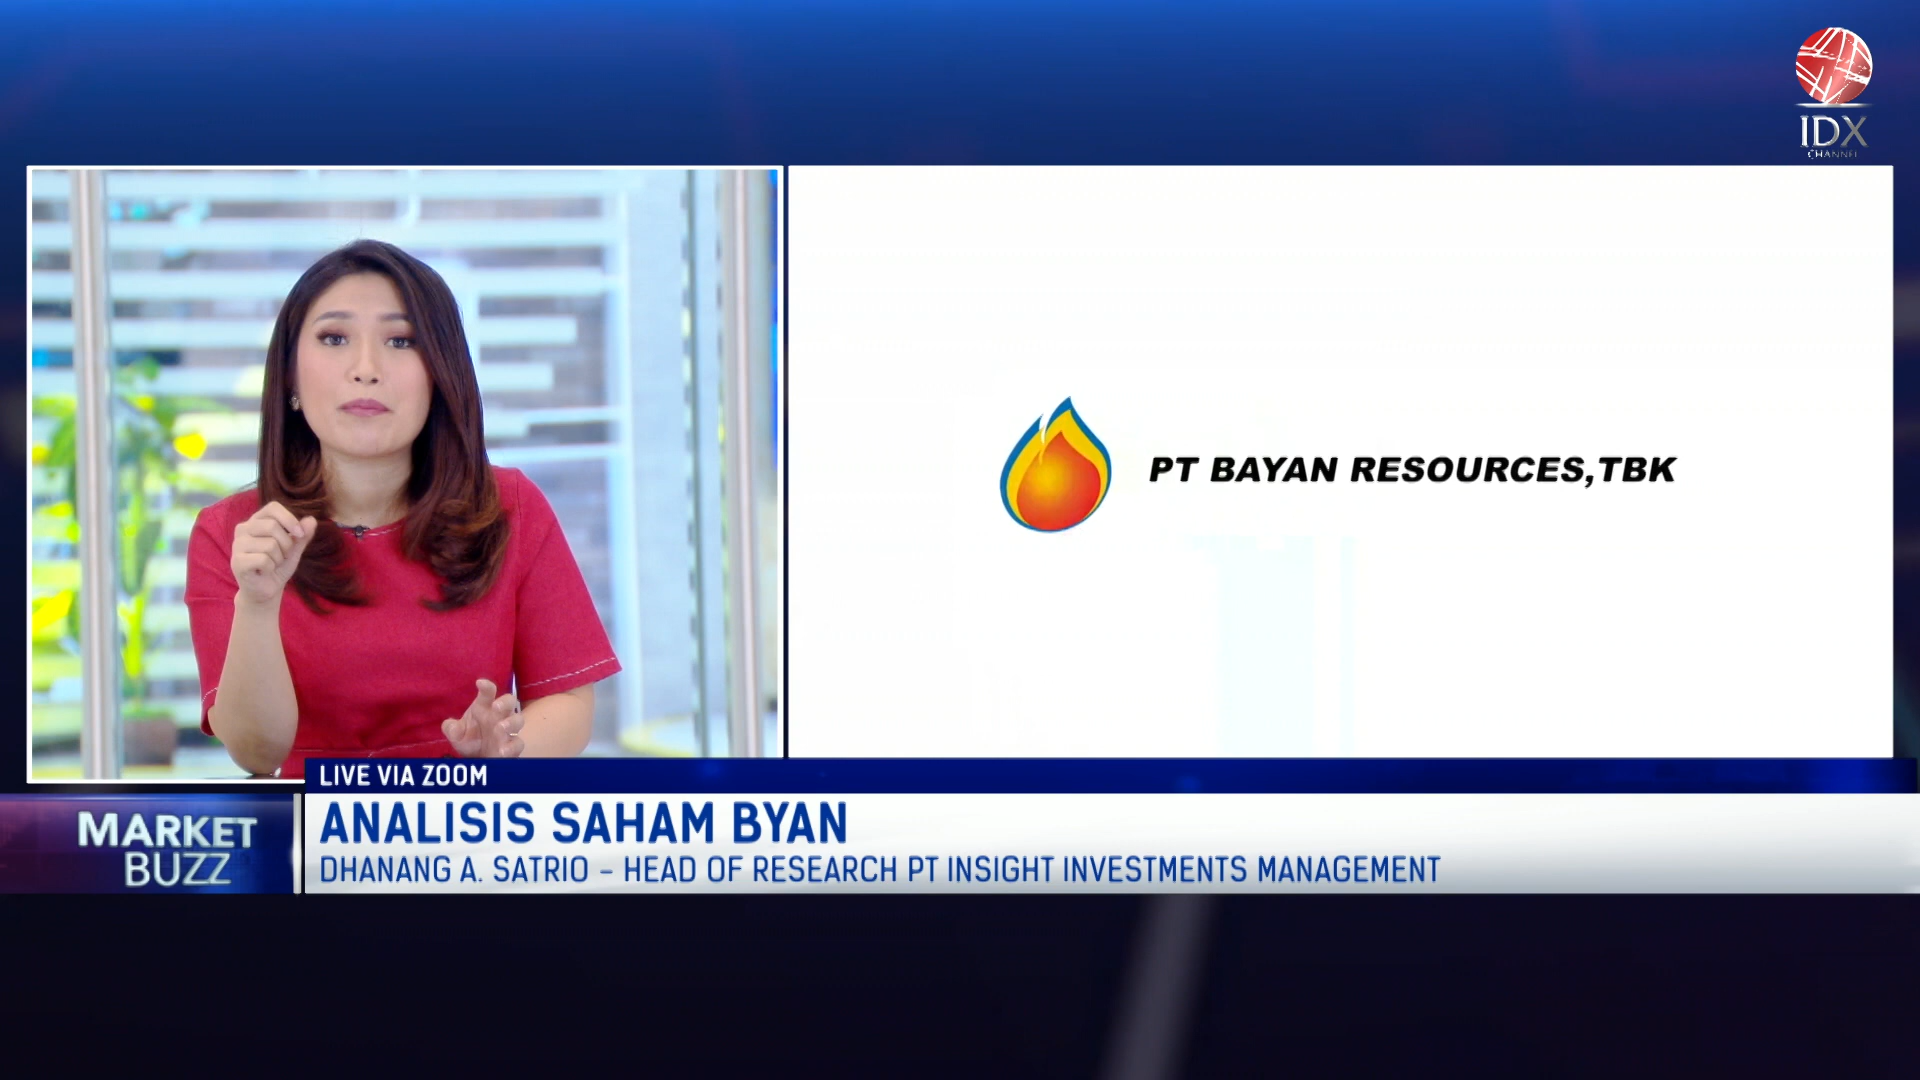 IDX
CHANNEL
PT BAYAN RESOURCES,TBK
LIVE VIA ZOOM
MARKET
BUZZ
ANALISIS SAHAM BYAN
DHANANG A. SATRIO – HEAD OF RESEARCH PT INSIGHT INVESTMENTS MANAGEMENT